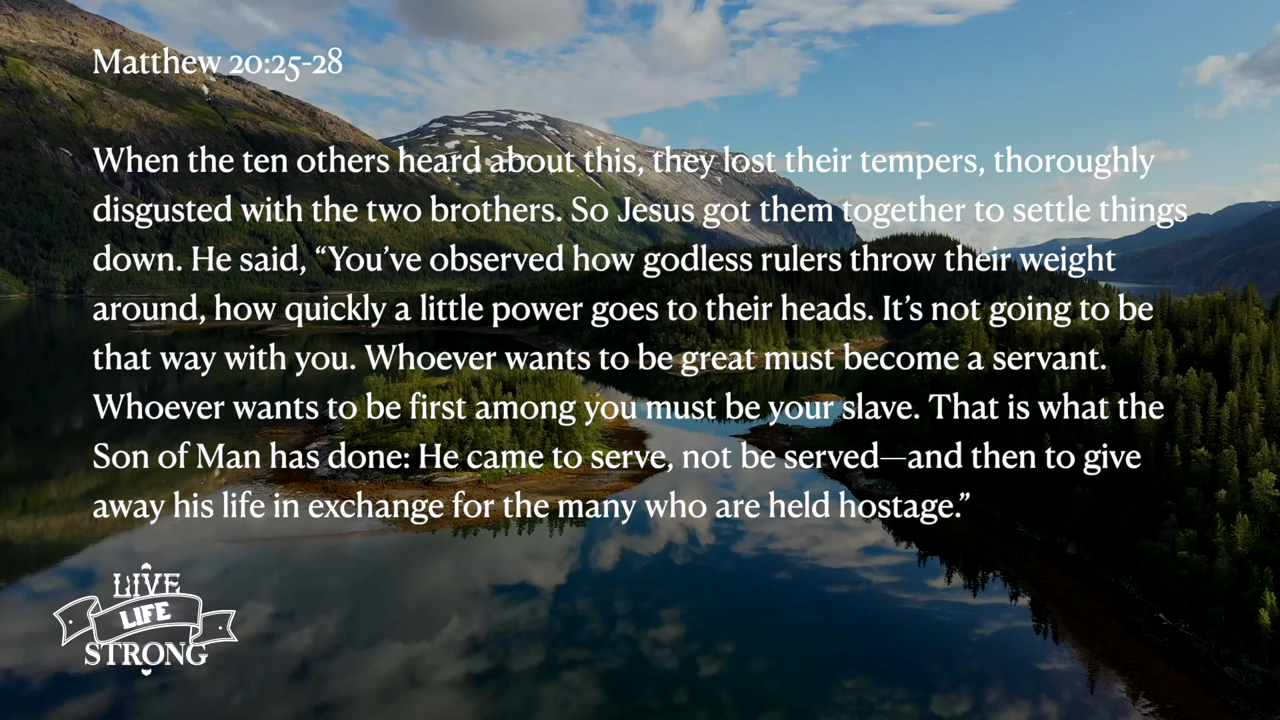 Matthew 20:25-28
When the ten others heard about this, they lost their tempers, thoroughly
disgusted with the two brothers. So Jesus got them together to settle things
down. He said, “You’ve observed how godless rulers throw their weight
around, how quickly a little power goes to their heads. It’s not going to be
that way with you. Whoever wants to be great must become a servant.
Whoever wants to be first among you must be your slave. That is what the
Son of Man has done: He came to serve, not be served—and then to give
away his life in exchange for the many who are held hostage.”
LIVE
LIFE
STRONG